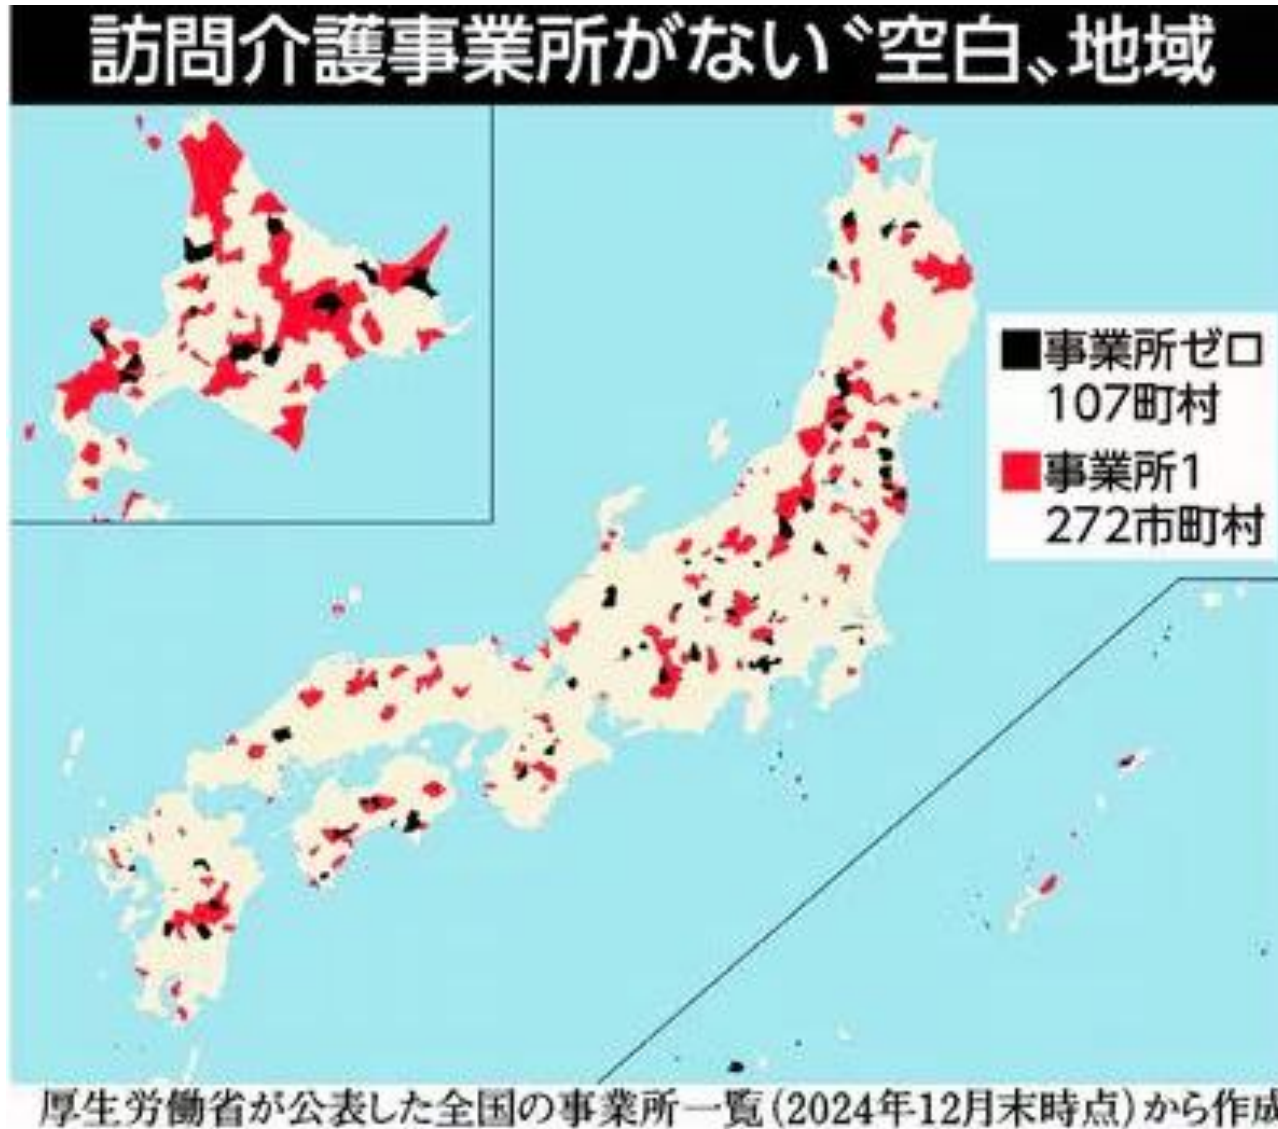 訪問介護事業所がない〝空白〟地域
事業所ゼロ
107町村
事業所1
272市町村
厚生労働省が公表した全国の事業所一覧(2024年12月末時点)から作成